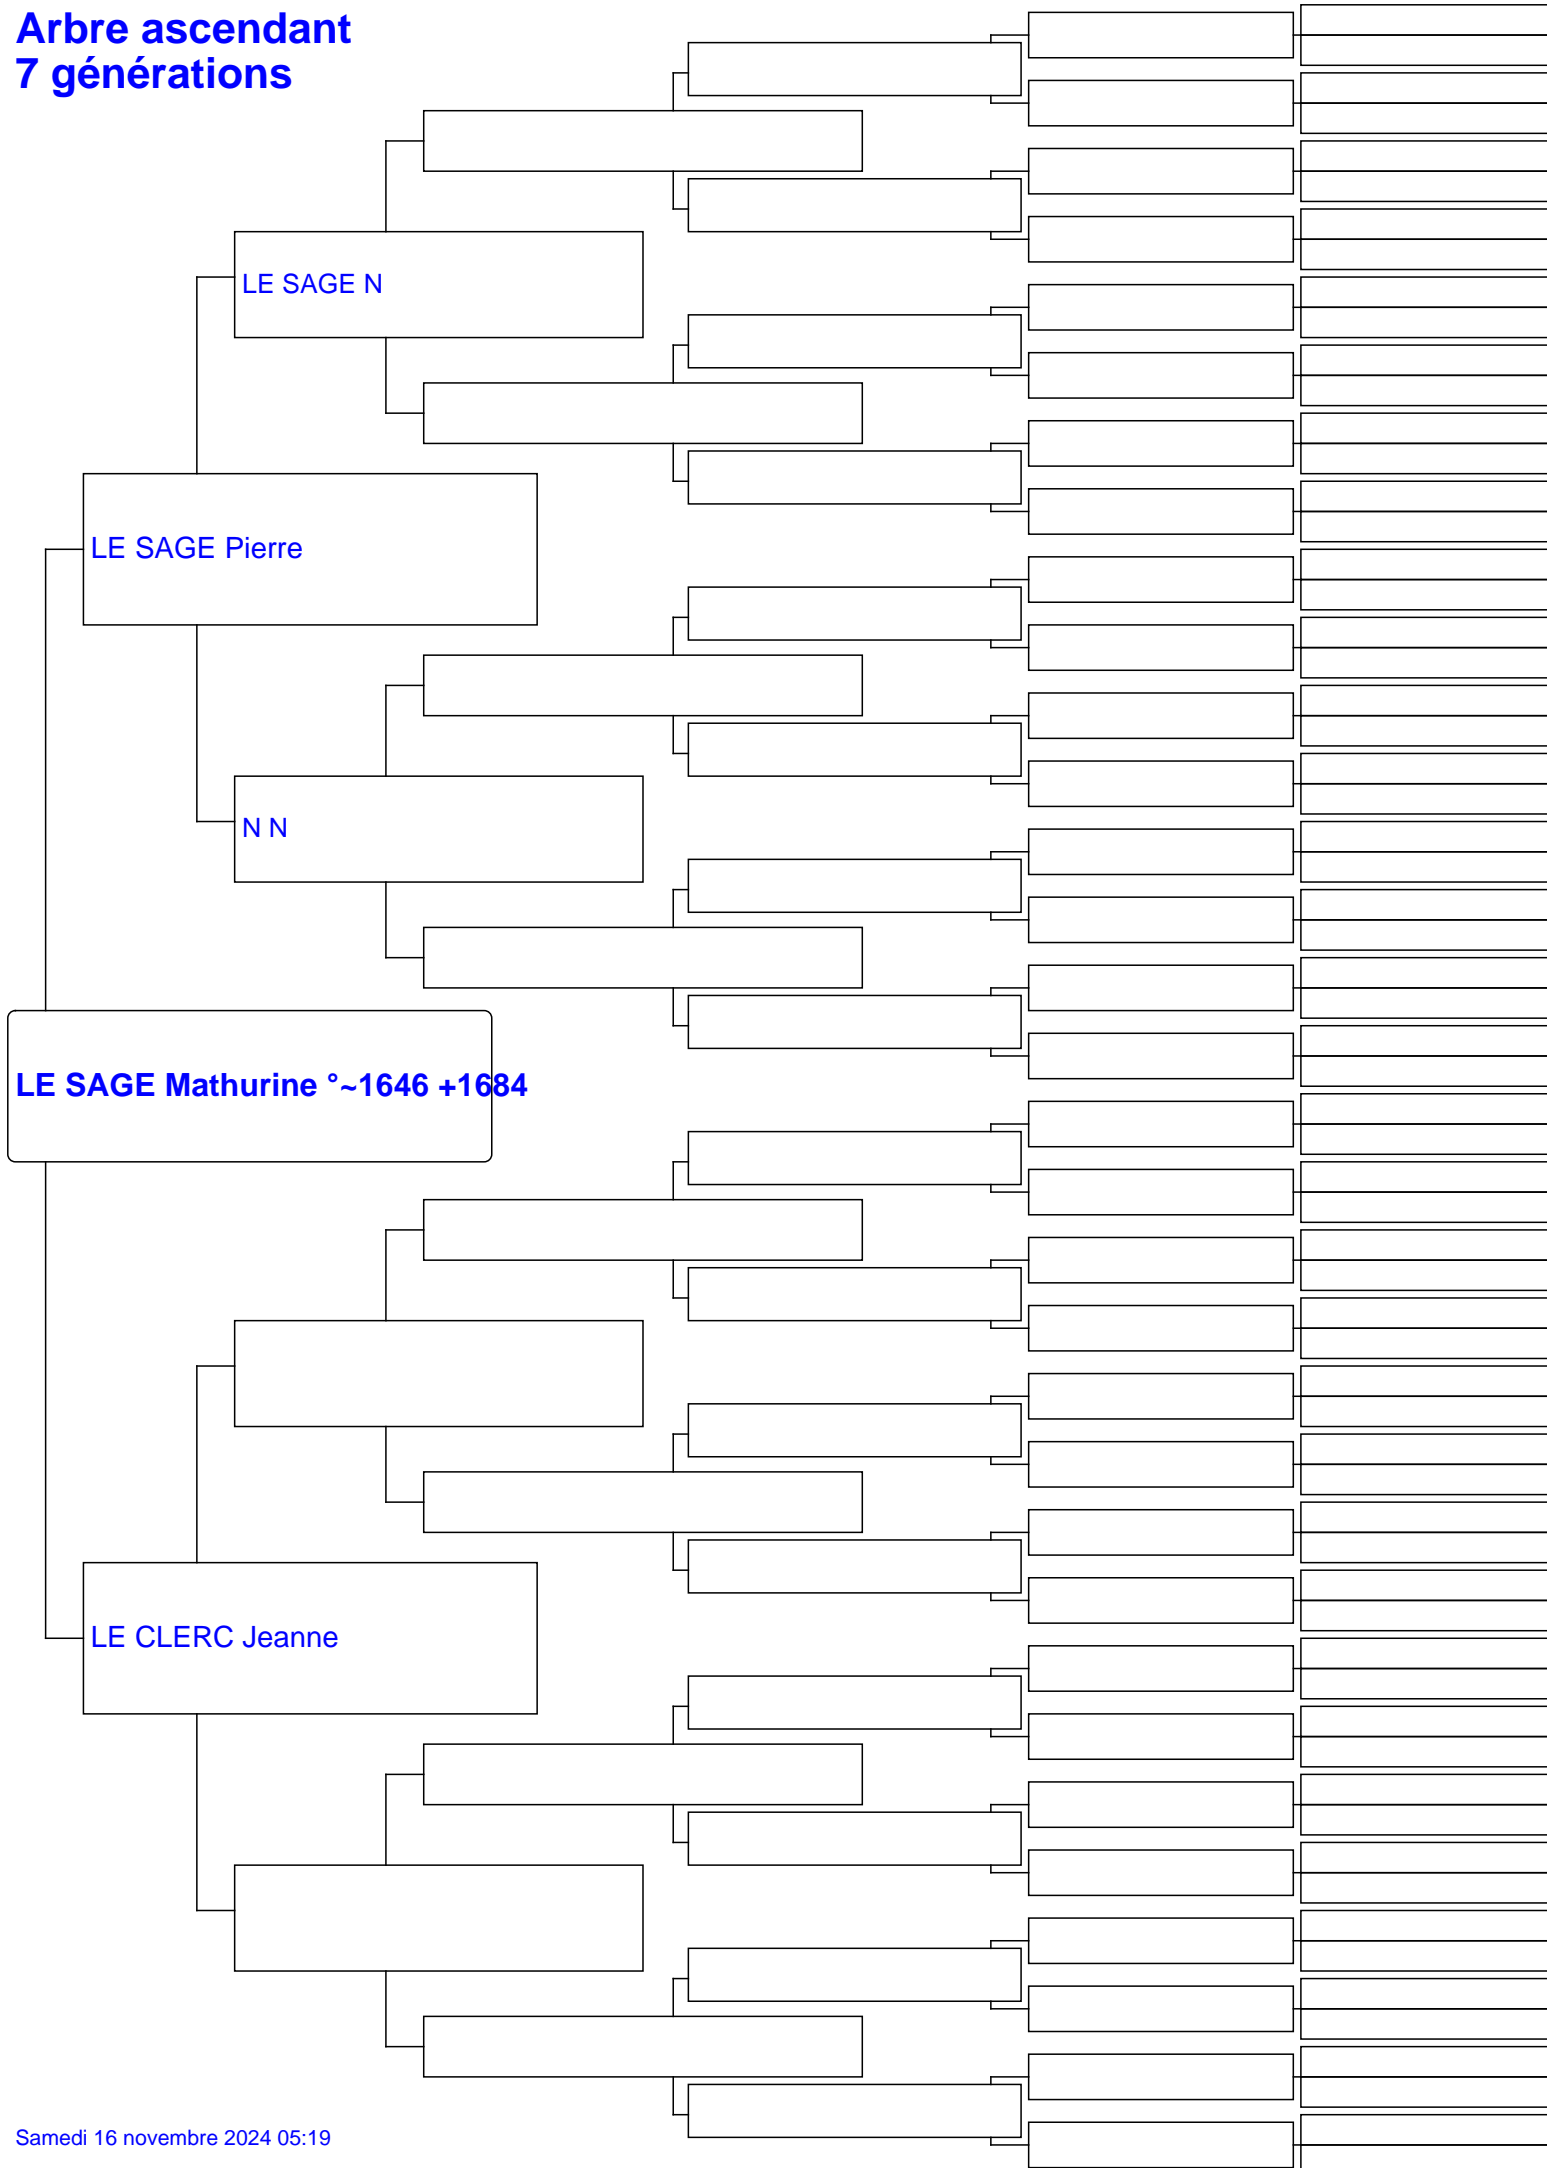 Arbre ascendant
7 générations
LE SAGE N
LE SAGE Pierre
N N
LE SAGE Mathurine °~1646 +1684
LE CLERC Jeanne
Samedi 16 novembre 2024 05:19